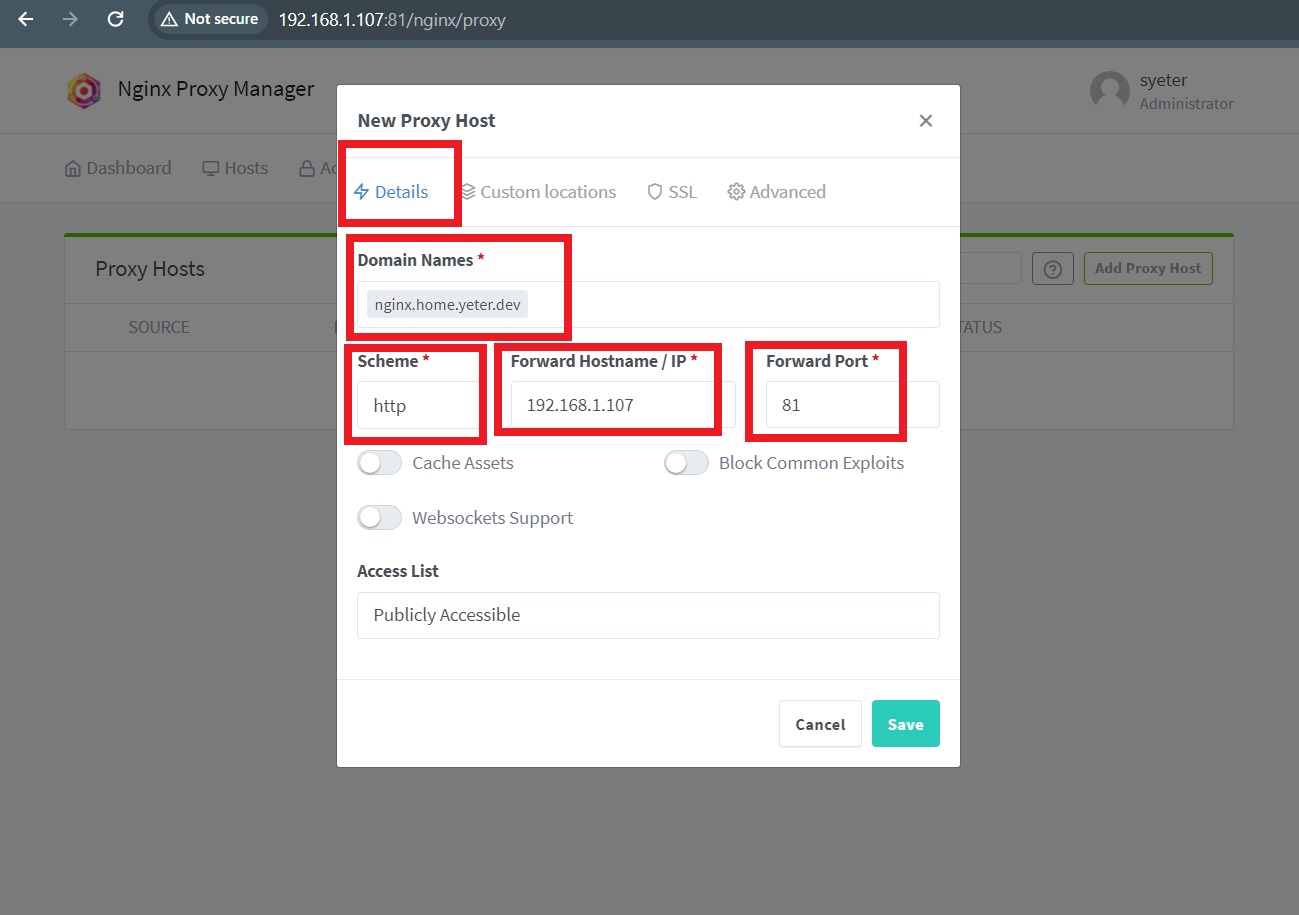 Not secure 192.168.1.107:81/nginx/proxy
Nginx Proxy Manager
syeter
Administrator
Dashboard Hosts
New Proxy Host
Details Custom locations SSL Advanced
Proxy Hosts
Add Proxy Host
SOURCE
Domain Names *
nginx.home.yeter.dev
Scheme * Forward Hostname / IP * Forward Port *
http 192.168.1.107 81
Cache Assets Block Common Exploits
Websockets Support
Access List
Publicly Accessible
Cancel Save